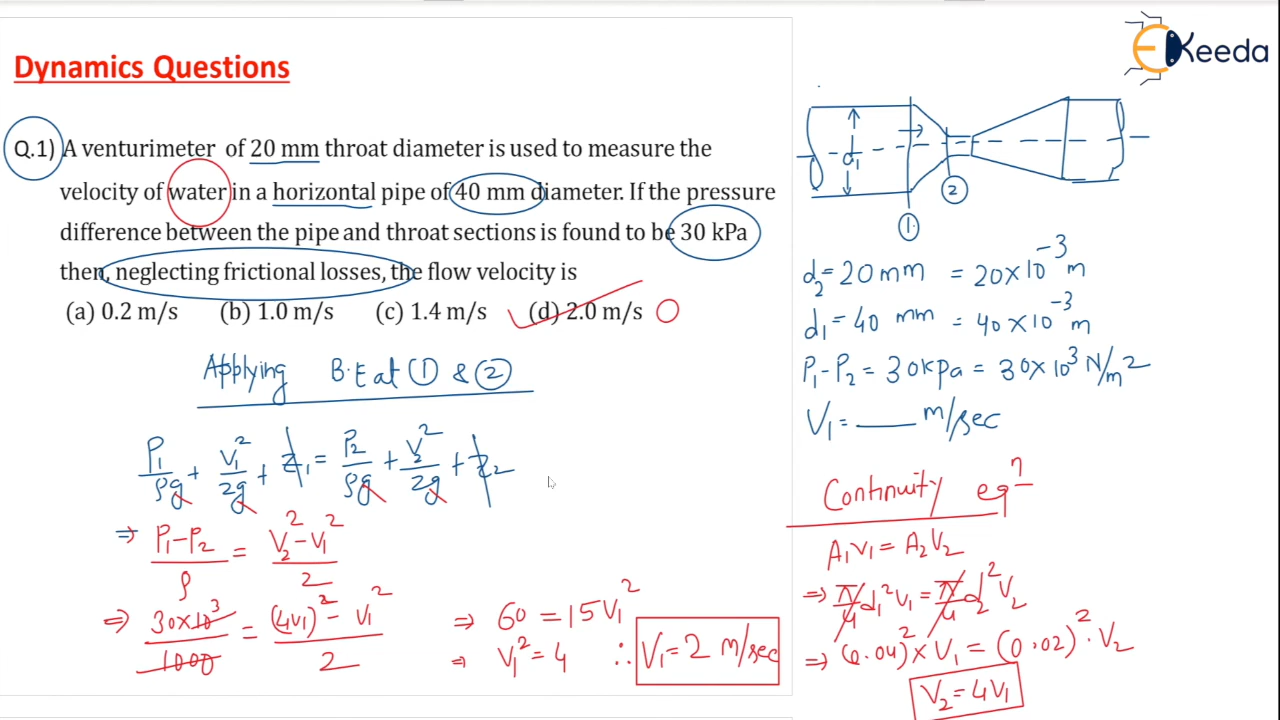 EKeeda
Dynamics Questions
Q.1) A venturimeter of 20 mm throat diameter is used to measure the
velocity of water in a horizontal pipe of 40 mm diameter. If the pressure
difference between the pipe and throat sections is found to be 30 kPa
then, neglecting frictional losses, the flow velocity is
(a) 0.2 m/s (b) 1.0 m/s (c) 1.4 m/s (d) 2.0 m/s
Applying B.E at ① & ②
P₁/ρg + V₁²/2g + Z₁ = P₂/ρg + V₂²/2g + Z₂
⇒ P₁-P₂/ρ = V₂²-V₁²/2
⇒ 30×10³/1000 = (4V₁)²-V₁²/2
⇒ 60 = 15V₁²
⇒ V₁² = 4 ∴ V₁=2 m/sec
d₁
①
②
d₂=20mm = 20×10⁻³ m
d₁=40 mm = 40×10⁻³ m
P₁-P₂ = 30kPa = 30×10³ N/m²
V₁= ___ m/sec
Continuity eqⁿ
A₁V₁= A₂V₂
⇒ π/4 d₁² V₁ = π/4 d₂² V₂
⇒ (0.04)² × V₁ = (0.02)² . V₂
V₂ = 4V₁